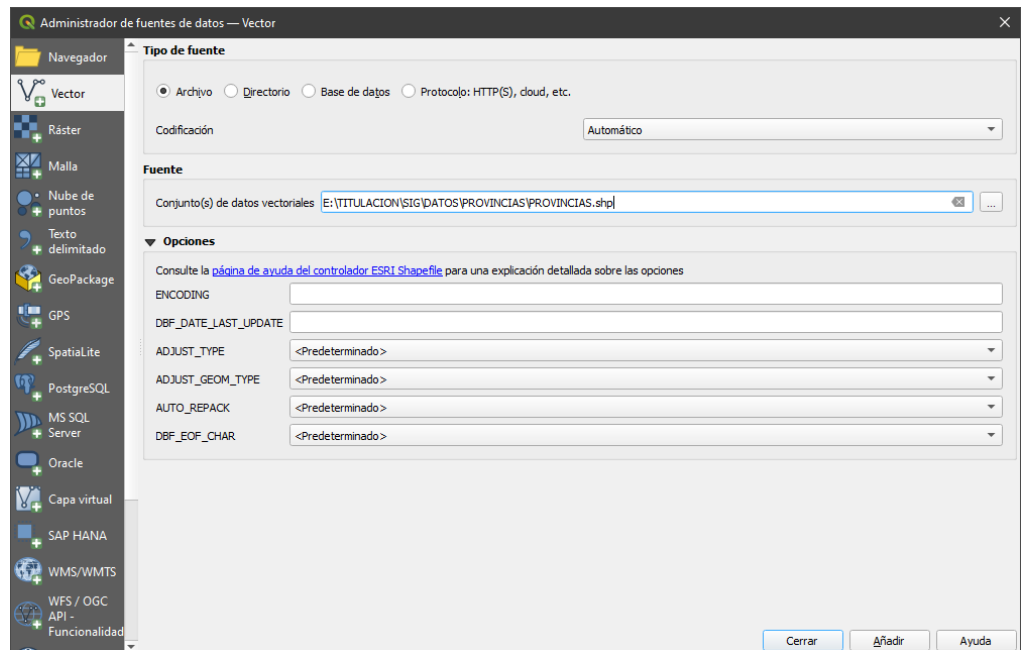 Administrador de fuentes de datos — Vector
Navegador
Vector
Ráster
Malla
Nube de
puntos
Texto
delimitado
GeoPackage
GPS
SpatiaLite
PostgreSQL
MS SQL
Server
Oracle
Capa virtual
SAP HANA
WMS/WMTS
WFS / OGC
API -
Funcionalidad
Tipo de fuente
Archivo Directorio Base de datos Protocolo: HTTP(S), cloud, etc.
Codificación Automático
Fuente
Conjunto(s) de datos vectoriales E:\TITULACION\SIG\DATOS\PROVINCIAS\PROVINCIAS.shp ...
Opciones
Consulte la página de ayuda del controlador ESRI Shapefile para una explicación detallada sobre las opciones
ENCODING
DBF_DATE_LAST_UPDATE
ADJUST_TYPE <Predeterminado>
ADJUST_GEOM_TYPE <Predeterminado>
AUTO_REPACK <Predeterminado>
DBF_EOF_CHAR <Predeterminado>
Cerrar Añadir Ayuda